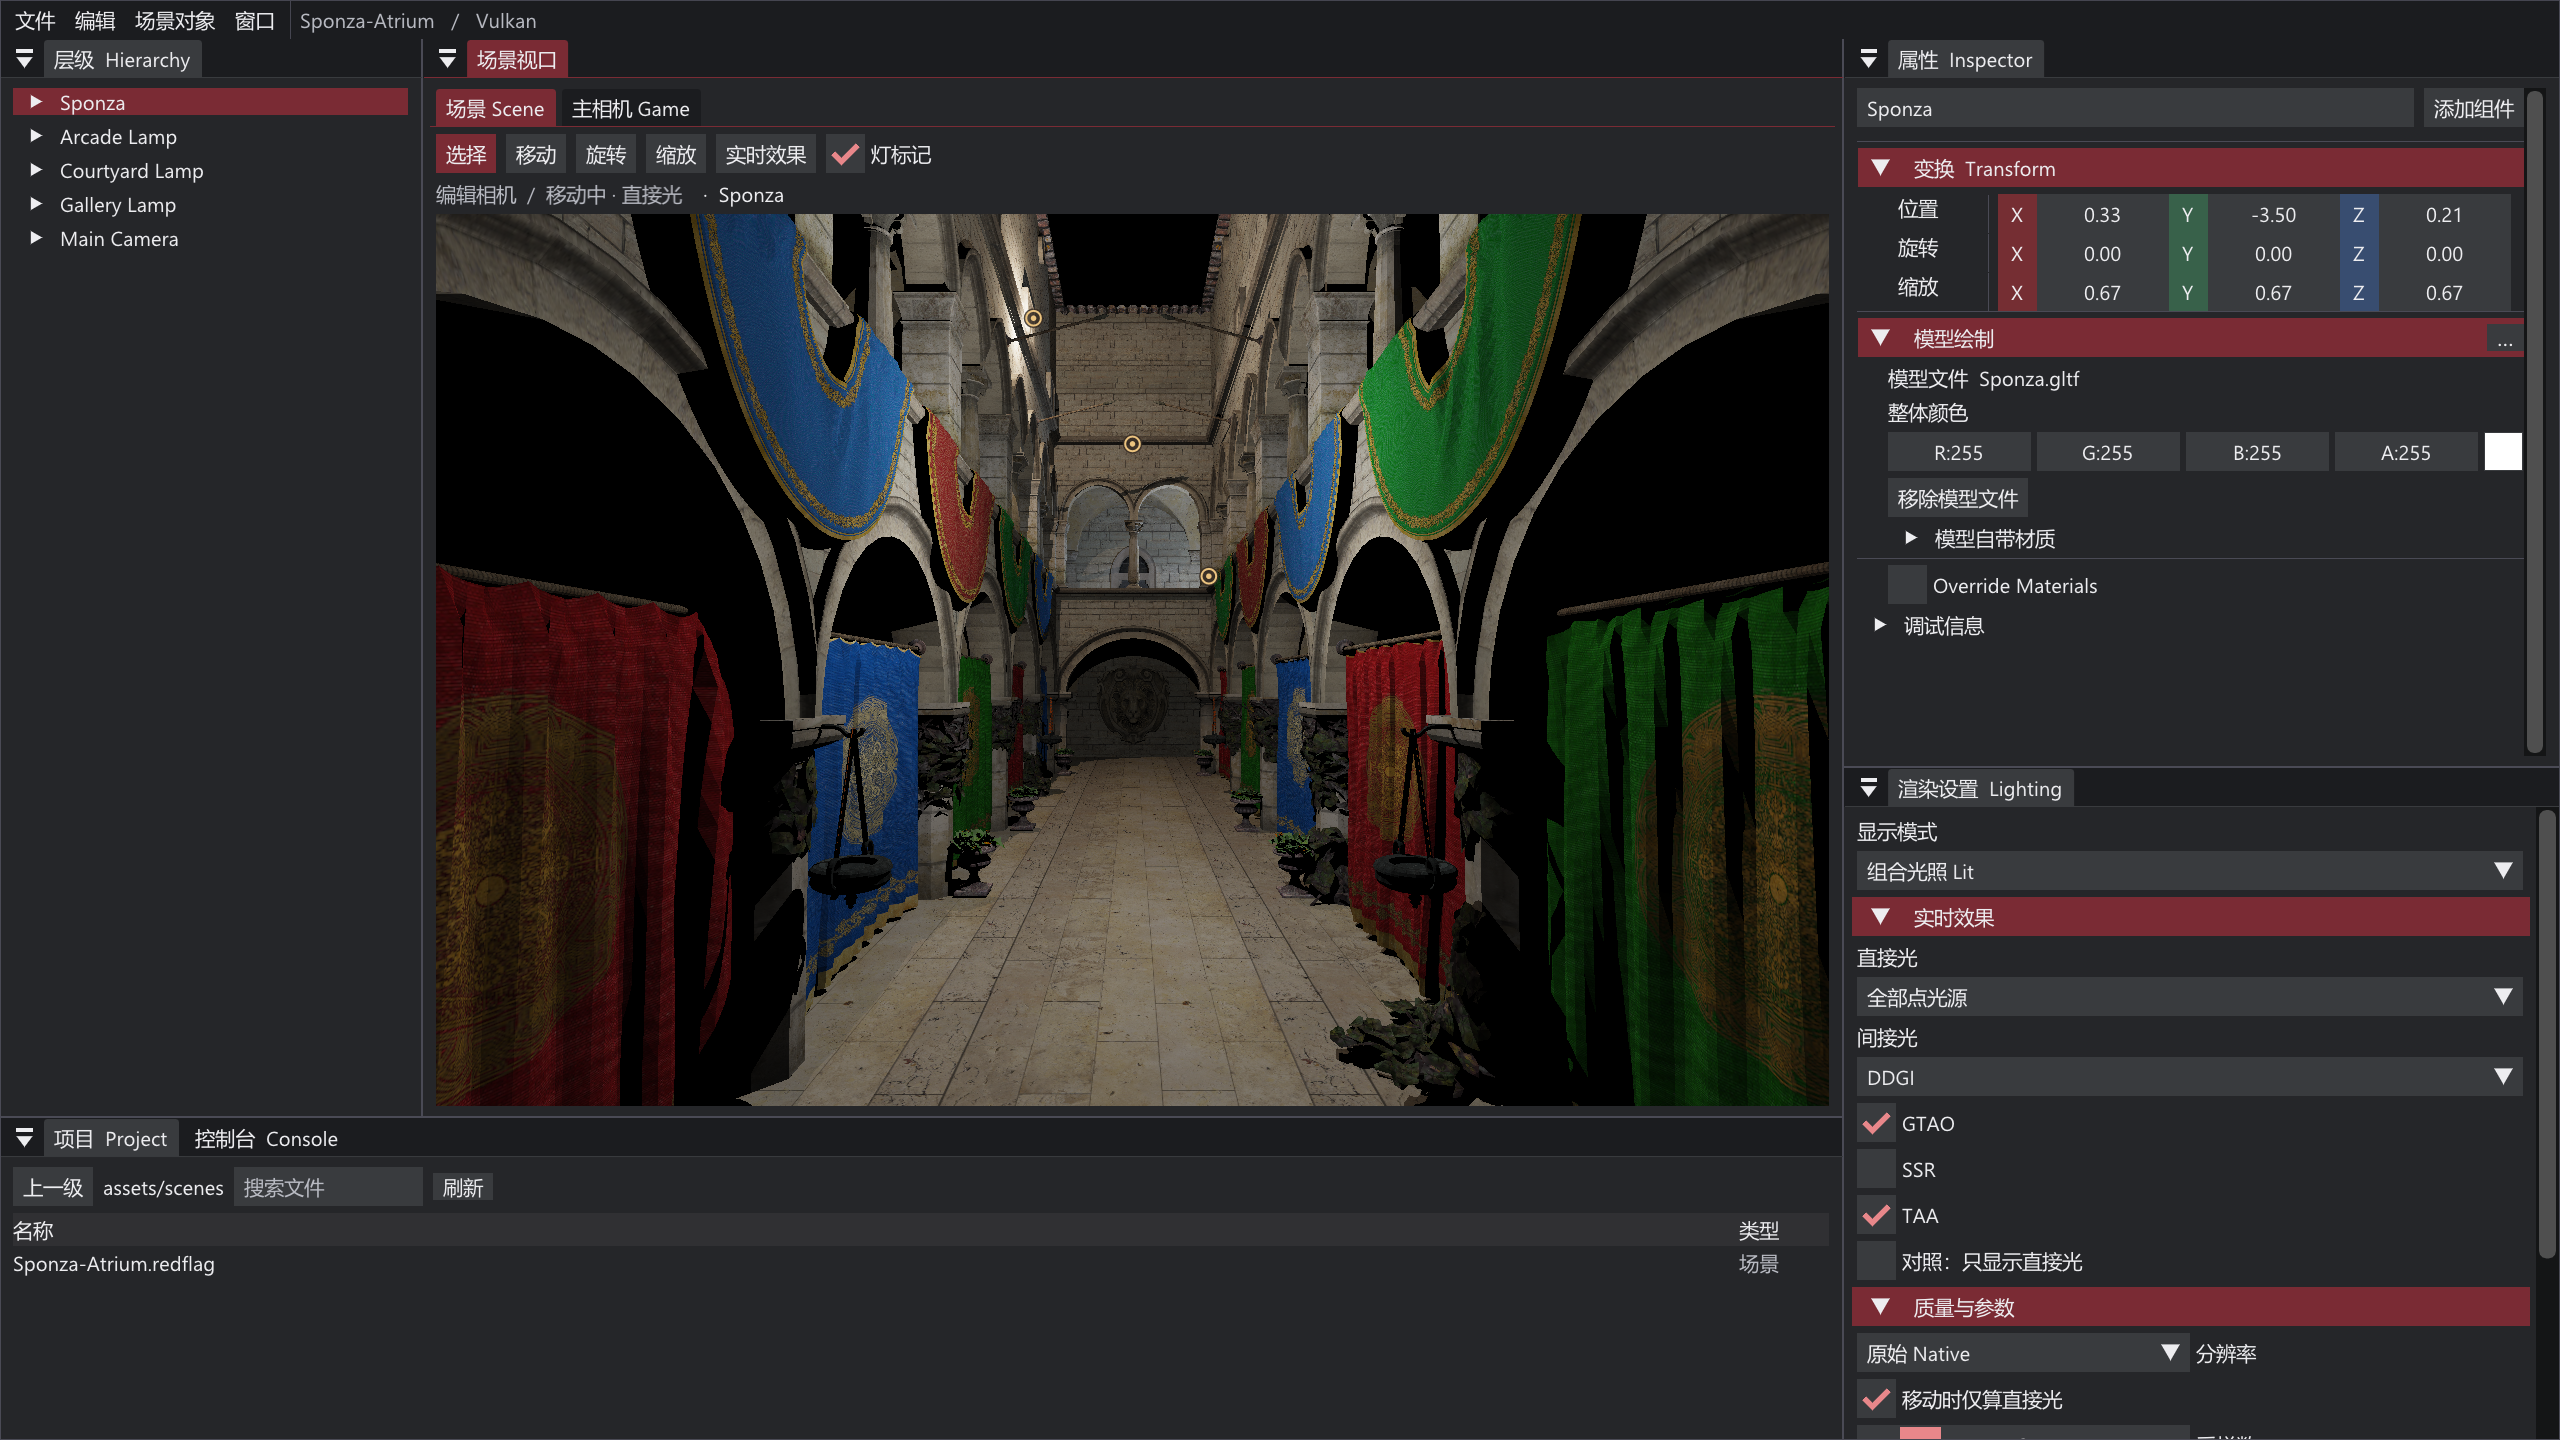 文件 编辑 场景对象 窗口 Sponza-Atrium / Vulkan
层级 Hierarchy
Sponza
Arcade Lamp
Courtyard Lamp
Gallery Lamp
Main Camera
场景视口
场景 Scene 主相机 Game
选择 移动 旋转 缩放 实时效果 灯标记
编辑相机 / 移动中 · 直接光 · Sponza
属性 Inspector
Sponza 添加组件
变换 Transform
位置 X 0.33 Y -3.50 Z 0.21
旋转 X 0.00 Y 0.00 Z 0.00
缩放 X 0.67 Y 0.67 Z 0.67
模型绘制 ...
模型文件 Sponza.gltf
整体颜色
R:255 G:255 B:255 A:255
移除模型文件
模型自带材质
Override Materials
调试信息
渲染设置 Lighting
显示模式
组合光照 Lit
实时效果
直接光
全部点光源
间接光
DDGI
GTAO
SSR
TAA
对照：只显示直接光
质量与参数
原始 Native 分辨率
移动时仅算直接光
项目 Project 控制台 Console
上一级 assets/scenes 搜索文件 刷新
名称 类型
Sponza-Atrium.redflag 场景